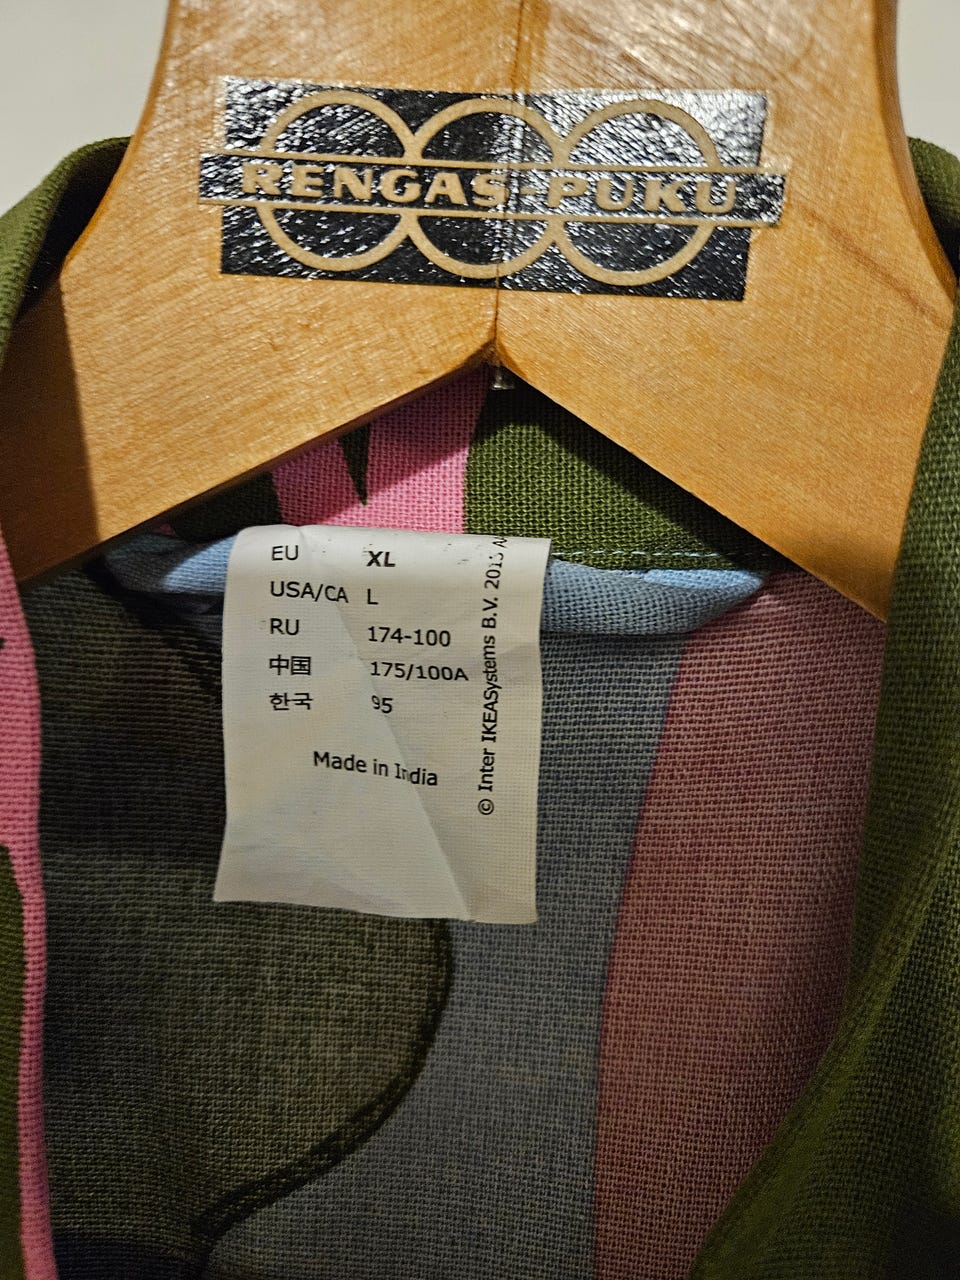 RENGAS-PUKU
EU XL
USA/CA L
RU 174-100
中国 175/100A
한국 95
Made in India
© Inter IKEASystems B.V.